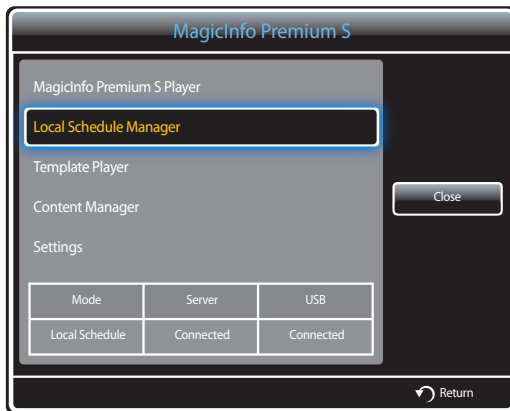 MagicInfo Premium S
MagicInfo Premium S Player
Local Schedule Manager
Template Player
Content Manager
Settings
Close
Mode Server USB
Local Schedule Connected Connected
Return